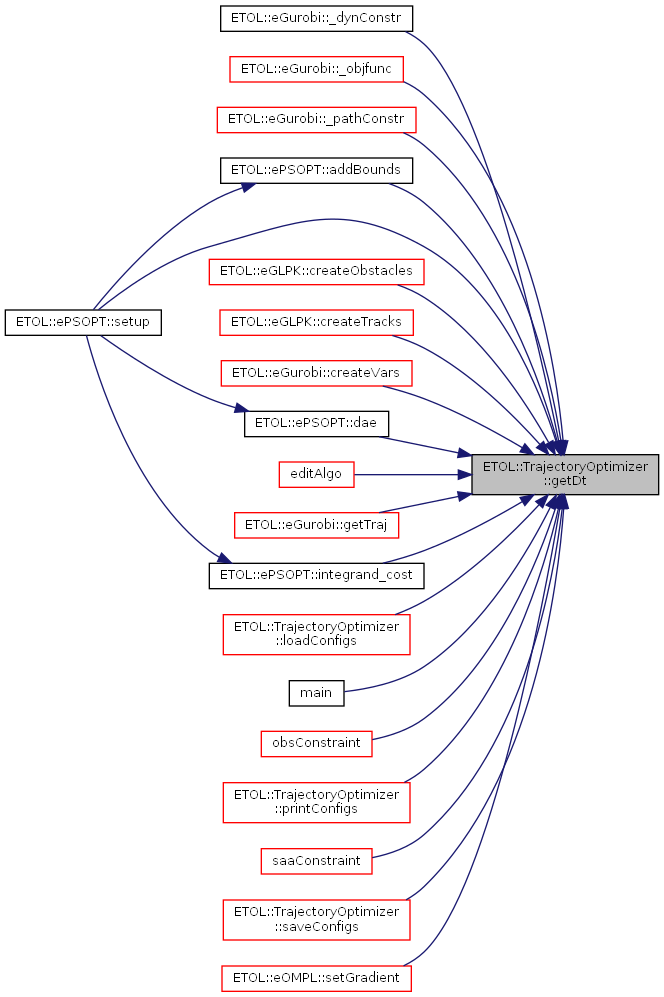 ETOL::eGurobi::_dynConstr
ETOL::eGurobi::_objfunc
ETOL::eGurobi::_pathConstr
ETOL::ePSOPT::addBounds
ETOL::eGLPK::createObstacles
ETOL::ePSOPT::setup
ETOL::eGLPK::createTracks
ETOL::eGurobi::createVars
ETOL::ePSOPT::dae
ETOL::TrajectoryOptimizer
::getDt
editAlgo
ETOL::eGurobi::getTraj
ETOL::ePSOPT::integrand_cost
ETOL::TrajectoryOptimizer
::loadConfigs
main
obsConstraint
ETOL::TrajectoryOptimizer
::printConfigs
saaConstraint
ETOL::TrajectoryOptimizer
::saveConfigs
ETOL::eOMPL::setGradient